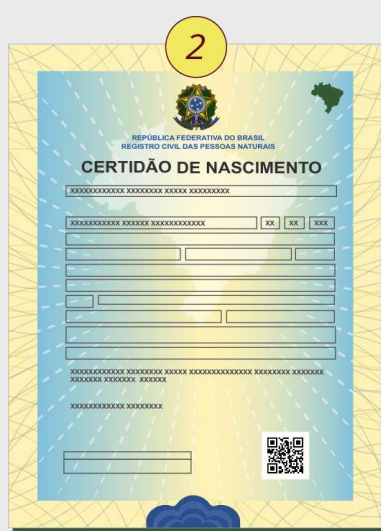 2
REPÚBLICA FEDERATIVA DO BRASIL
REGISTRO CIVIL DAS PESSOAS NATURAIS
CERTIDÃO DE NASCIMENTO
XXXXXXXXXXXX XXXXXXXX XXXXX XXXXXXXXX
XXXXXXXXXXX XXXXXX XXXXXXXXXXXX XX XX XXX
XXXXXXXXXXXX XXXXXXXX XXXXX XXXXXXXXXXXXXX XXXXXXXX XXXXXXX
XXXXXXX XXXXXXX XXXXXX
XXXXXXXXXXXX XXXXXXXX